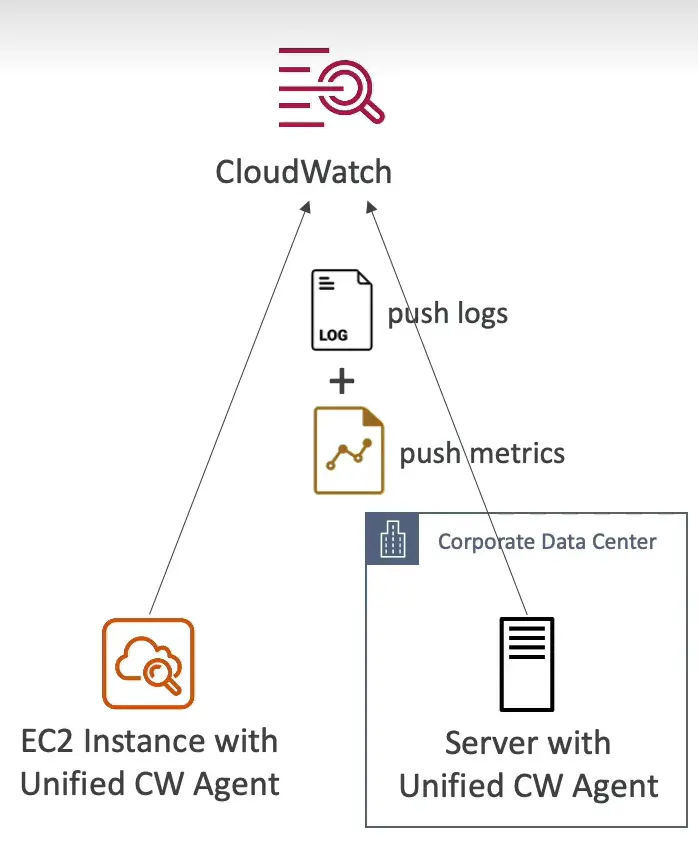 CloudWatch
LOG
push logs
+
push metrics
Corporate Data Center
EC2 Instance with
Unified CW Agent
Server with
Unified CW Agent